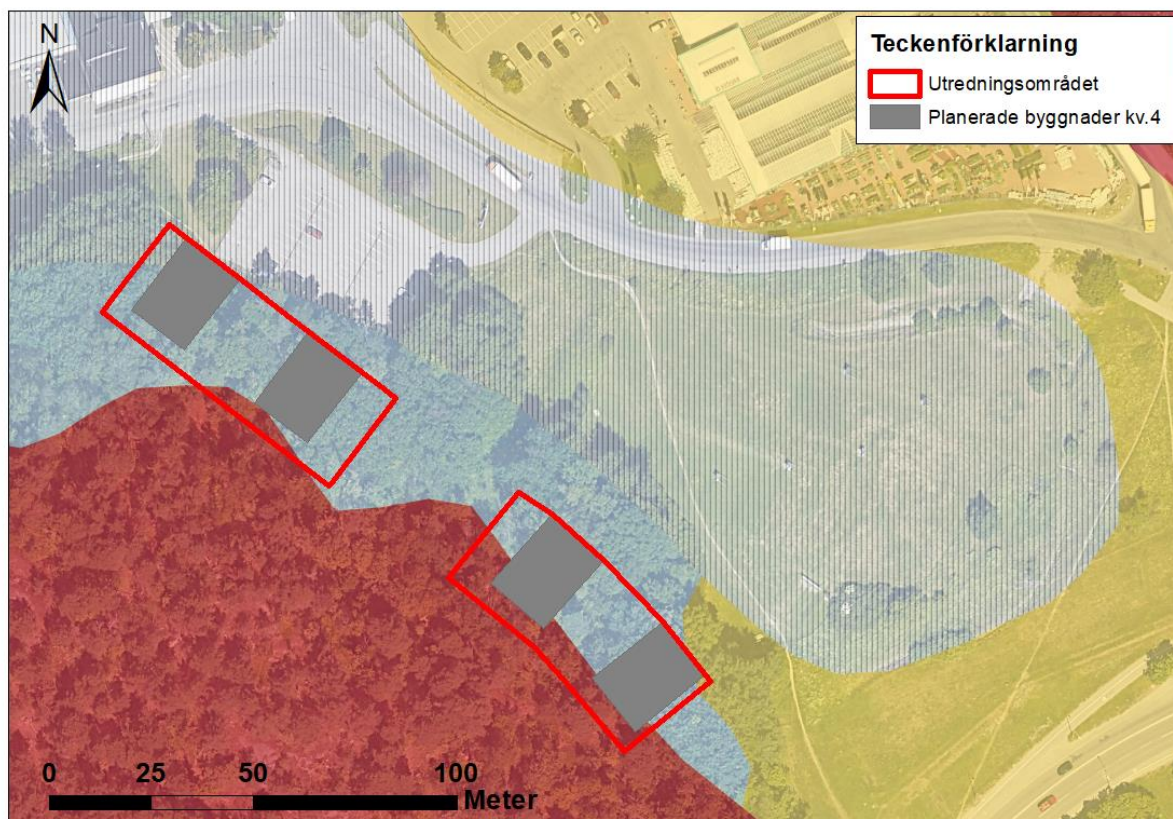 N
Teckenförklarning
Utredningsområdet
Planerade byggnader kv.4
0 25 50 100
Meter